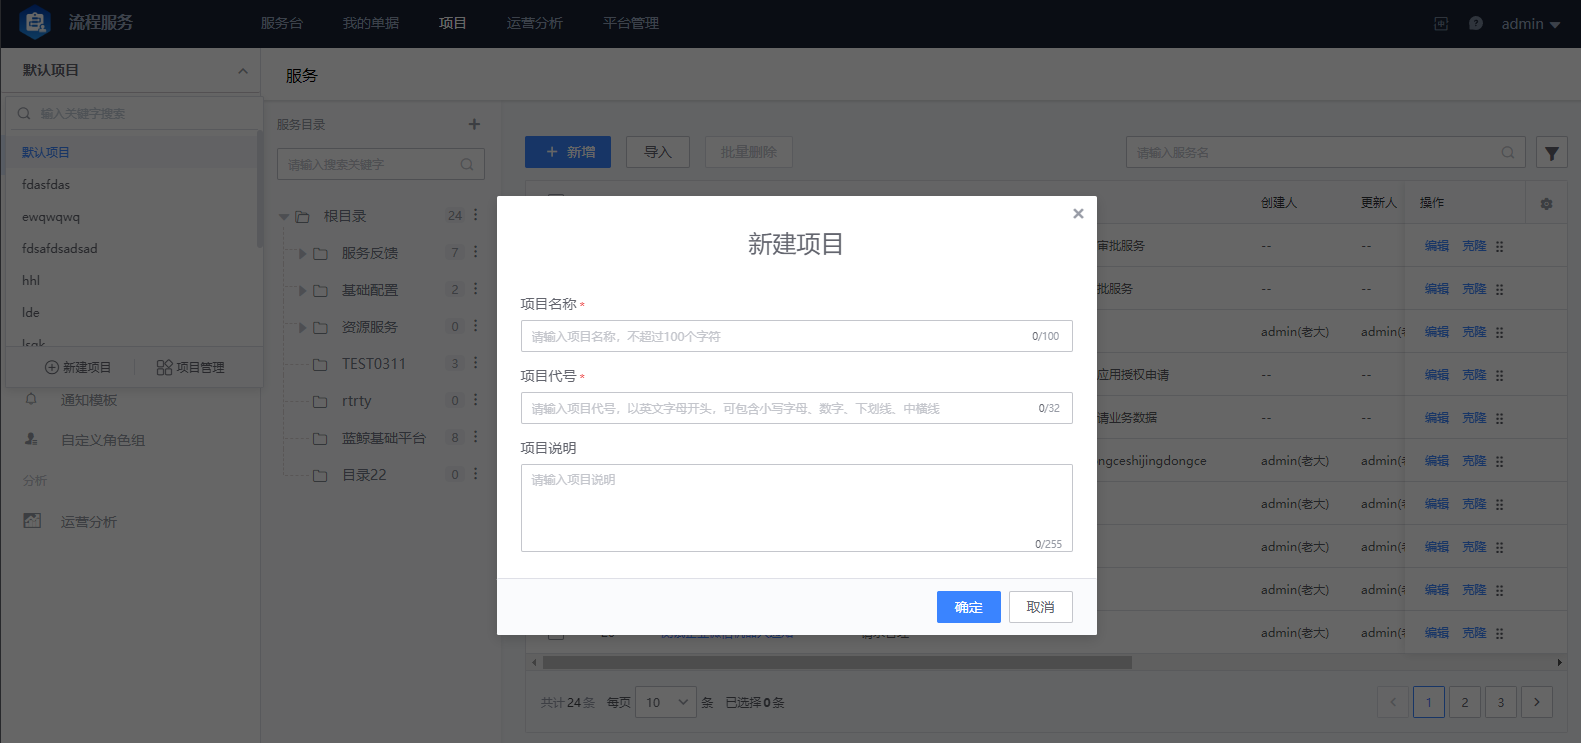 流程服务
服务台 我的单据 项目 运营分析 平台管理
admin
默认项目
服务
输入关键字搜索
默认项目
fdasfdas
ewqwqwq
fdsafdsadsad
hhl
lde
新建项目 项目管理
通知模板
自定义角色组
分析
运营分析
服务目录
请输入搜索关键字
根目录 24
服务反馈 7
基础配置 2
资源服务 0
TEST0311 3
rtrty 0
蓝鲸基础平台 8
目录22 0
新增 导入 批量删除
请输入服务名
创建人 更新人 操作
审批服务 -- -- 编辑 克隆
批服务 -- -- 编辑 克隆
admin(老大) admin(老 编辑 克隆
应用授权申请 -- -- 编辑 克隆
请业务数据 -- -- 编辑 克隆
ngceshijingdongce admin(老大) admin(老 编辑 克隆
admin(老大) admin(老 编辑 克隆
admin(老大) admin(老 编辑 克隆
admin(老大) admin(老 编辑 克隆
admin(老大) admin(老 编辑 克隆
共计24条 每页 10 条 已选择0条
1 2 3
新建项目
项目名称 *
请输入项目名称，不超过100个字符 0/100
项目代号 *
请输入项目代号，以英文字母开头，可包含小写字母、数字、下划线、中横线 0/32
项目说明
请输入项目说明
0/255
确定 取消